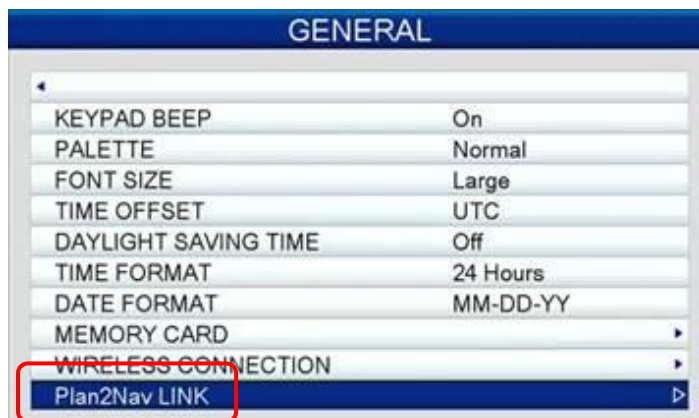 GENERAL
KEYPAD BEEP On
PALETTE Normal
FONT SIZE Large
TIME OFFSET UTC
DAYLIGHT SAVING TIME Off
TIME FORMAT 24 Hours
DATE FORMAT MM-DD-YY
MEMORY CARD
WIRELESS CONNECTION
Plan2Nav LINK